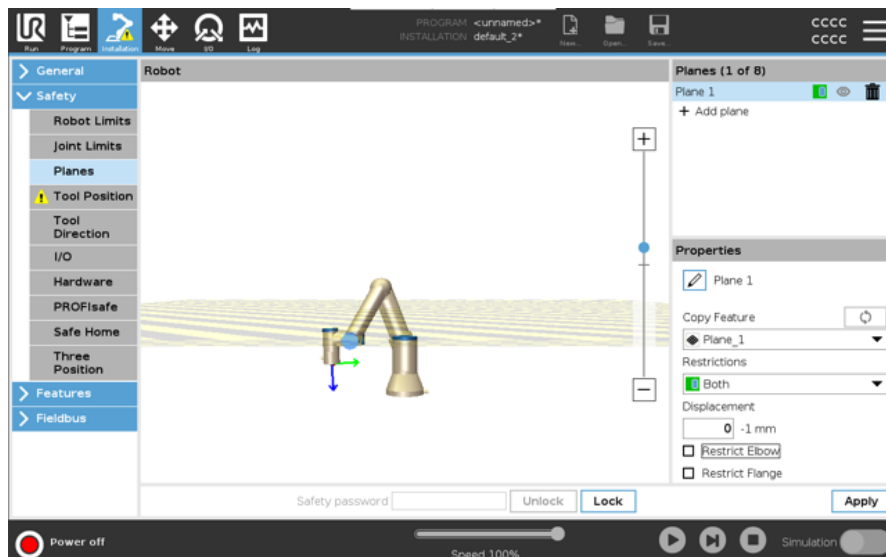 PROGRAM <unnamed>*
INSTALLATION default_2*
Run
Program
Installation
Move
I/O
Log
New...
Open...
Save...
CCCC
CCCC
General
Safety
Robot Limits
Joint Limits
Planes
Tool Position
Tool
Direction
I/O
Hardware
PROFIsafe
Safe Home
Three
Position
Features
Fieldbus
Robot
Planes (1 of 8)
Plane 1
+ Add plane
Properties
Plane 1
Copy Feature
Plane_1
Restrictions
Both
Displacement
0 -1 mm
Restrict Elbow
Restrict Flange
Safety password
Unlock
Lock
Apply
Power off
Speed 100%
Simulation